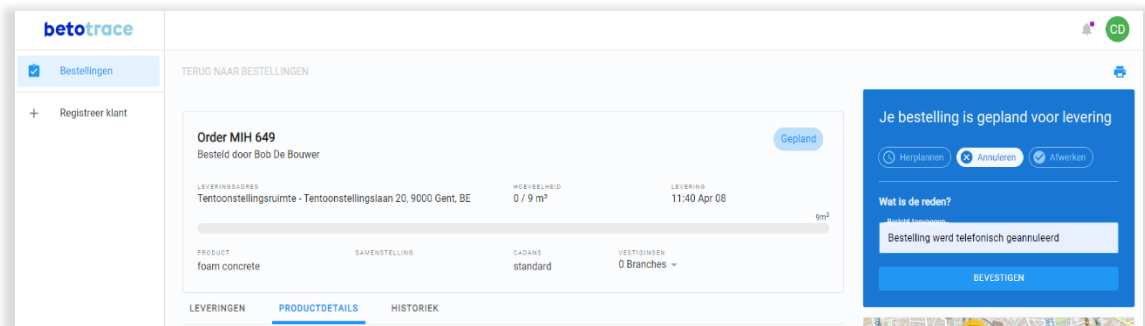 betotrace
CD
Bestellingen
Registreer klant
TERUG NAAR BESTELLINGEN
Order MIH 649
Gepland
Besteld door Bob De Bouwer
LEVERINGSADRES HOEVEELHEID LEVERING
Tentoonstellingsruimte - Tentoonstellingslaan 20, 9000 Gent, BE 0 / 9 m³ 11:40 Apr 08
9m³
PRODUCT SAMENSTELLING CADANS VESTIGINGEN
foam concrete standard 0 Branches
LEVERINGEN PRODUCTDETAILS HISTORIEK
Je bestelling is gepland voor levering
Herplannen Annuleren Afwerken
Wat is de reden?
Bericht toevoegen
Bestelling werd telefonisch geannuleerd
BEVESTIGEN